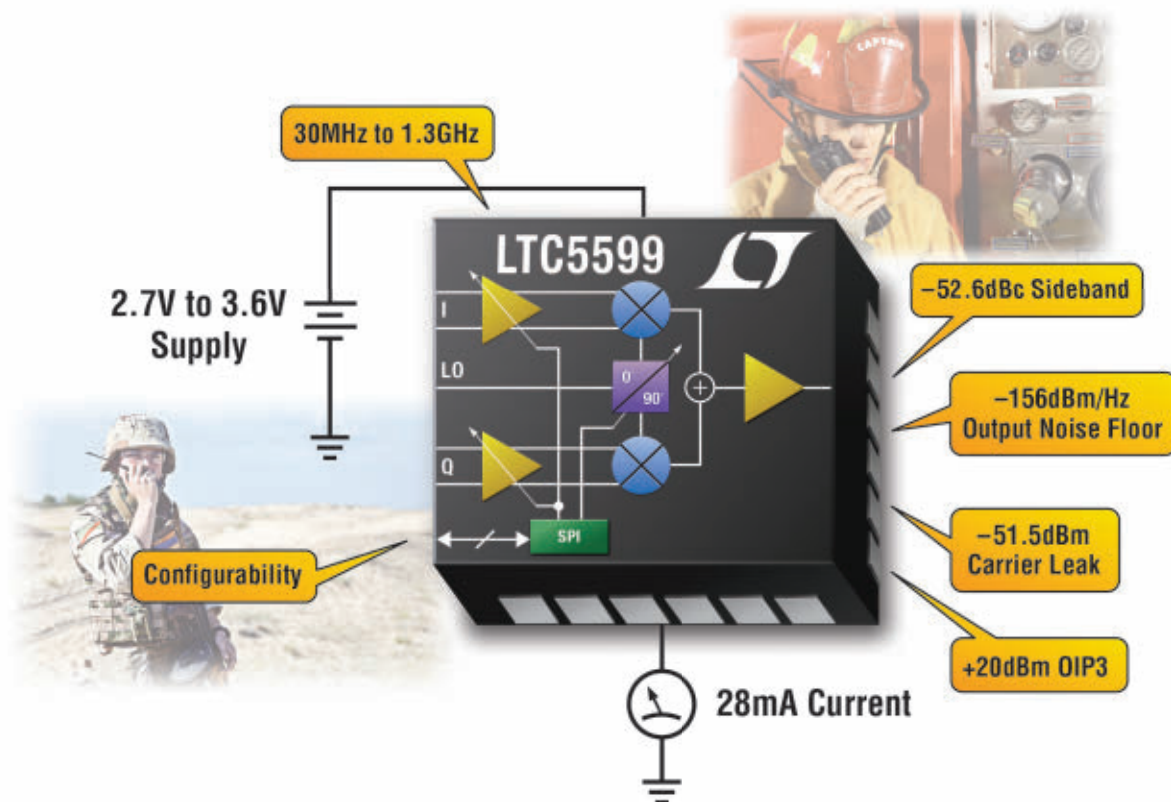 CAPTAIN
30MHz to 1.3GHz
LTC5599
2.7V to 3.6V
Supply
I
LO
0°
90°
Q
SPI
Configurability
–52.6dBc Sideband
–156dBm/Hz
Output Noise Floor
–51.5dBm
Carrier Leak
+20dBm OIP3
28mA Current